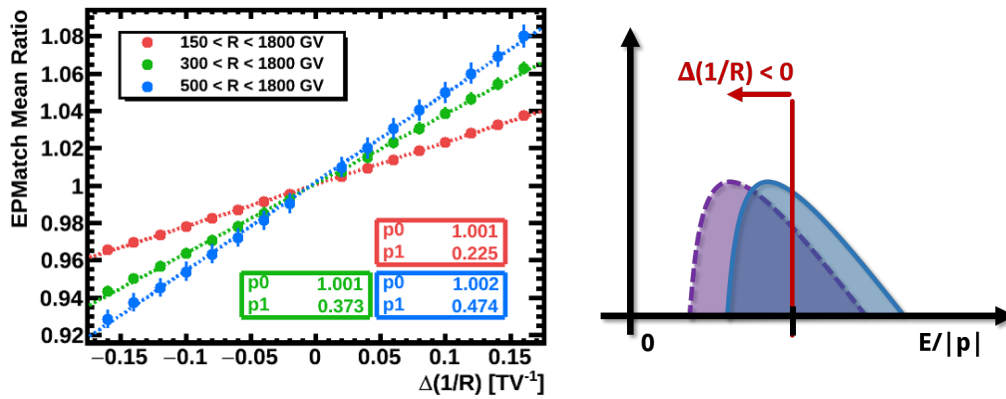 EPMatch Mean Ratio
1.08
1.06
1.04
1.02
1
0.98
0.96
0.94
0.92
150 < R < 1800 GV
300 < R < 1800 GV
500 < R < 1800 GV
p0 1.001
p1 0.225
p0 1.001
p1 0.373
p0 1.002
p1 0.474
−0.15 −0.1 −0.05 0 0.05 0.1 0.15
Δ(1/R) [TV⁻¹]
Δ(1/R) < 0
0 E/|p|